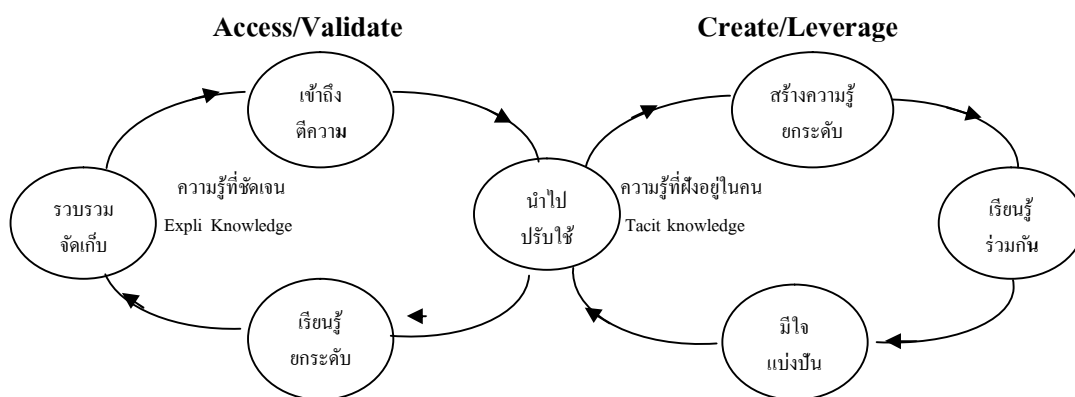 Access/Validate
Create/Leverage
เข้าถึง
ตีความ
สร้างความรู้
ยกระดับ
ความรู้ที่ชัดเจน
Expli Knowledge
รวบรวม
จัดเก็บ
นำไป
ปรับใช้
ความรู้ที่ฝังอยู่ในคน
Tacit knowledge
เรียนรู้
ร่วมกัน
เรียนรู้
ยกระดับ
มีใจ
แบ่งปัน